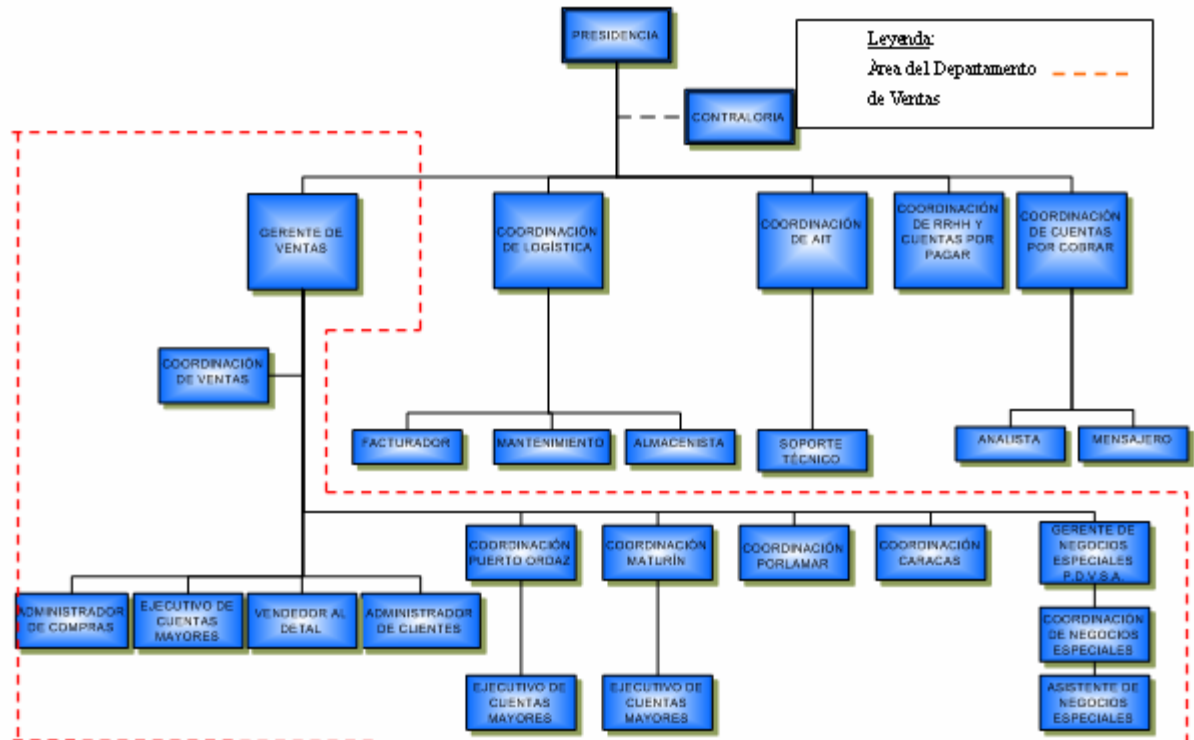 PRESIDENCIA
Leyenda:
Área del Departamento
de Ventas
CONTRALORIA
GERENTE DE
VENTAS
COORDINACIÓN
DE LOGÍSTICA
COORDINACIÓN
DE AIT
COORDINACIÓN
DE RRHH Y
CUENTAS POR
PAGAR
COORDINACIÓN
DE CUENTAS
POR COBRAR
COORDINACIÓN
DE VENTAS
FACTURADOR
MANTENIMIENTO
ALMACENISTA
SOPORTE
TÉCNICO
ANALISTA
MENSAJERO
COORDINACIÓN
PUERTO ORDAZ
COORDINACIÓN
MATURÍN
COORDINACIÓN
PORLAMAR
COORDINACIÓN
CARACAS
GERENTE DE
NEGOCIOS
ESPECIALES
P.D.V.S.A.
ADMINISTRADOR
DE COMPRAS
EJECUTIVO DE
CUENTAS
MAYORES
VENDEDOR AL
DETAL
ADMINISTRADOR
DE CLIENTES
COORDINACIÓN
DE NEGOCIOS
ESPECIALES
EJECUTIVO DE
CUENTAS
MAYORES
EJECUTIVO DE
CUENTAS
MAYORES
ASISTENTE DE
NEGOCIOS
ESPECIALES